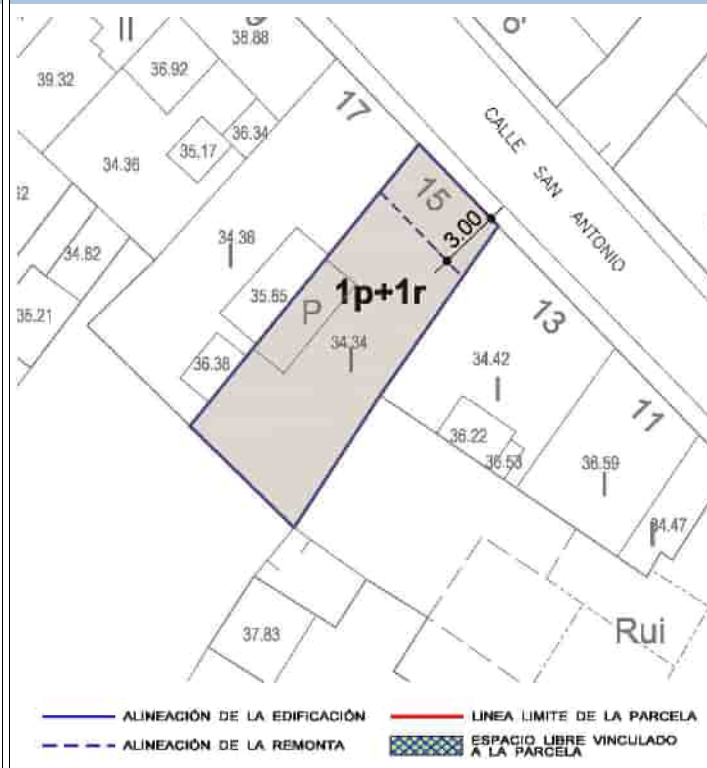 II
38.88
36.92
39.32
17
36.34
35,17
34.36
CALLE SAN ANTONIO
15
3.00
34.38
34.82
35.65
1p+1r
P
35.21
13
34.34
34.42
36.38
11
36.22
36.53
36.59
34.47
Rui
37.83
ALINEACIÓN DE LA EDIFICACIÓN
LINEA LIMITE DE LA PARCELA
ALINEACIÓN DE LA REMONTA
ESPACIO LIBRE VINCULADO
A LA PARCELA